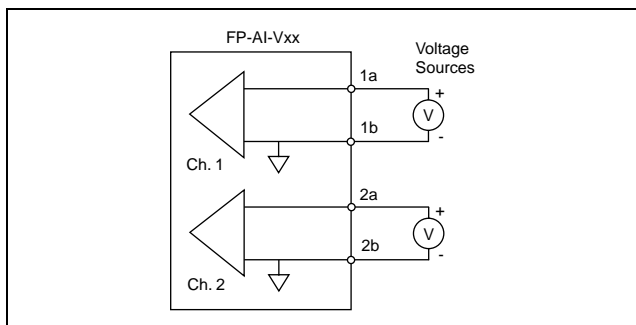 FP-AI-Vxx
Voltage
Sources
1a
+
V
1b
-
Ch. 1
2a
+
V
2b
-
Ch. 2